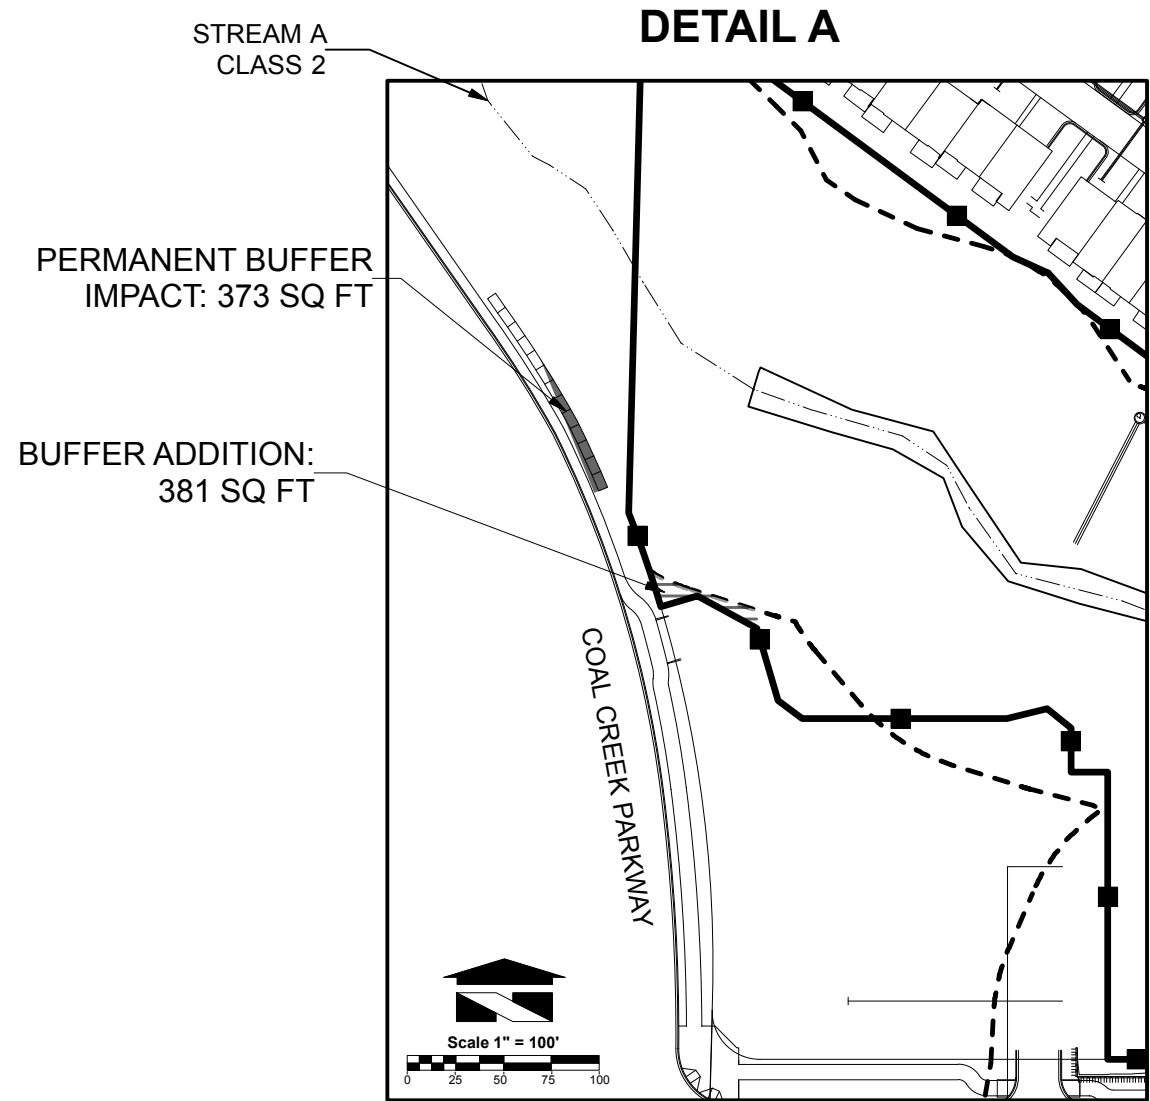 DETAIL A
STREAM A
CLASS 2
PERMANENT BUFFER
IMPACT: 373 SQ FT
BUFFER ADDITION:
381 SQ FT
COAL CREEK PARKWAY
Scale 1" = 100'
0 25 50 75 100